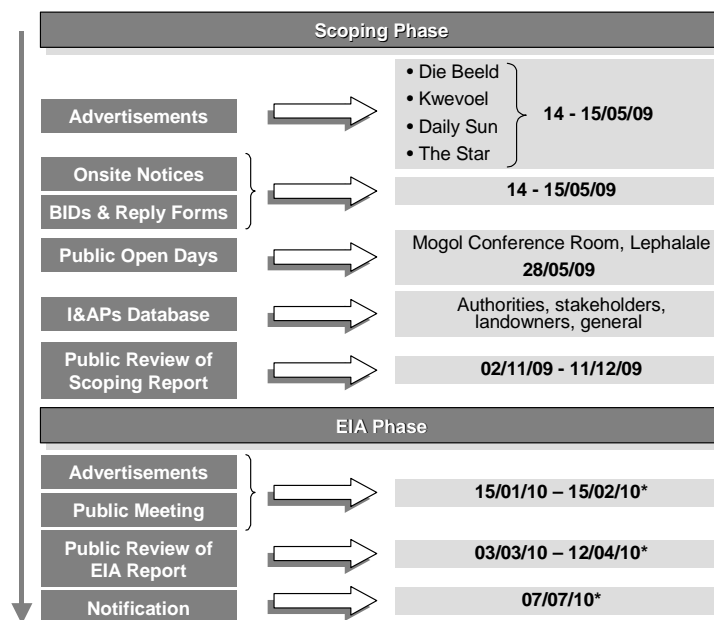 Scoping Phase
Advertisements
• Die Beeld
• Kwevoel
• Daily Sun
• The Star
14 - 15/05/09
Onsite Notices
BIDs & Reply Forms
14 - 15/05/09
Public Open Days
Mogol Conference Room, Lephalale
28/05/09
I&APs Database
Authorities, stakeholders,
landowners, general
Public Review of
Scoping Report
02/11/09 - 11/12/09
EIA Phase
Advertisements
Public Meeting
15/01/10 – 15/02/10*
Public Review of
EIA Report
03/03/10 – 12/04/10*
Notification
07/07/10*